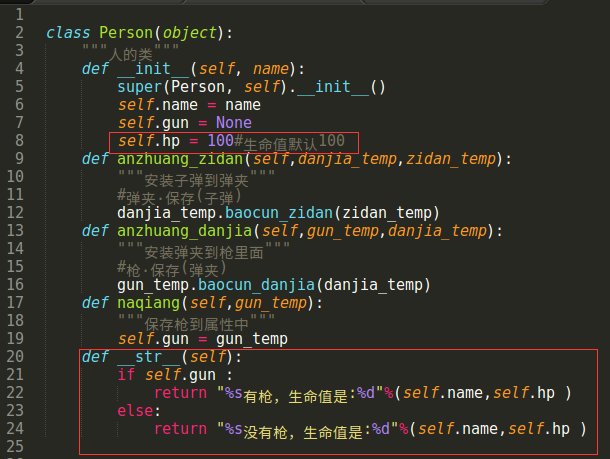 1
2 class Person(object):
3 """人的类"""
4 def __init__(self, name):
5 super(Person, self).__init__()
6 self.name = name
7 self.gun = None
8 self.hp = 100#生命值默认100
9 def anzhuang_zidan(self,danjia_temp,zidan_temp):
10 """安装子弹到弹夹"""
11 #弹夹.保存(子弹)
12 danjia_temp.baocun_zidan(zidan_temp)
13 def anzhuang_danjia(self,gun_temp,danjia_temp):
14 """安装弹夹到枪里面"""
15 #枪.保存(弹夹)
16 gun_temp.baocun_danjia(danjia_temp)
17 def naqiang(self,gun_temp):
18 """保存枪到属性中"""
19 self.gun = gun_temp
20 def __str__(self):
21 if self.gun :
22 return "%s有枪，生命值是:%d"%(self.name,self.hp )
23 else:
24 return "%s没有枪，生命值是:%d"%(self.name,self.hp )
25